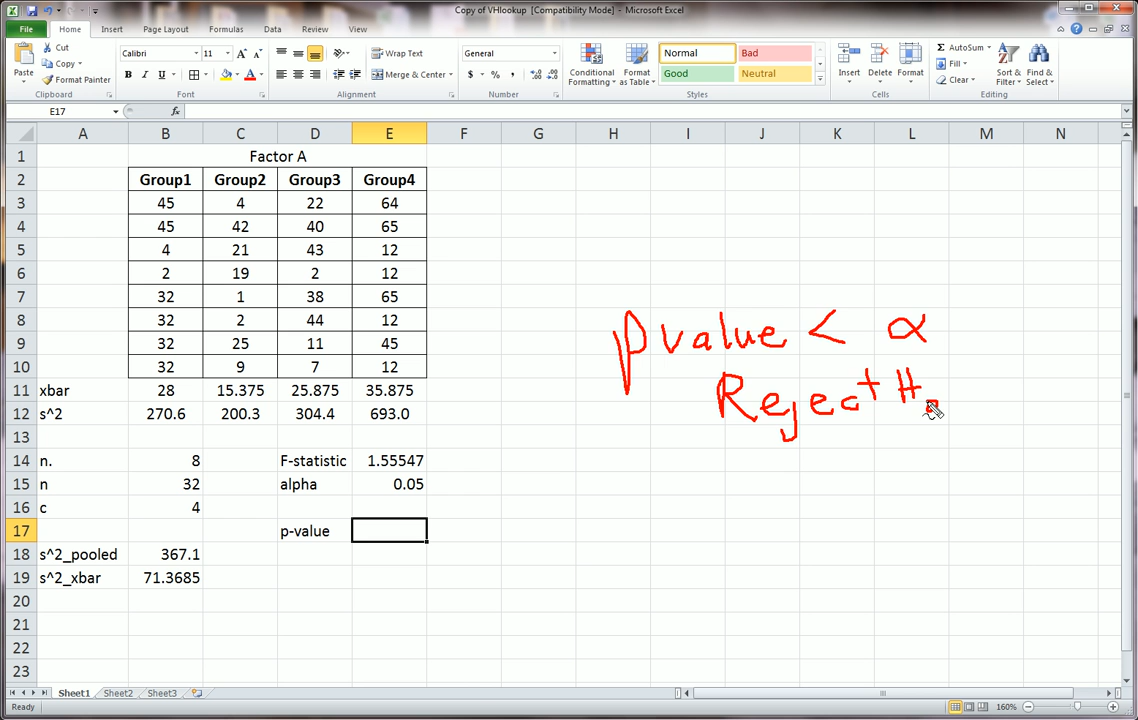 Copy of VHlookup [Compatibility Mode] - Microsoft Excel
File Home Insert Page Layout Formulas Data Review View
Paste
Cut
Copy
Format Painter
Clipboard
Calibri 11
B I U
Font
Wrap Text
Merge & Center
Alignment
General
$ % ,
Number
Conditional Formatting
Format as Table
Normal Bad
Good Neutral
Styles
Insert Delete Format
Cells
AutoSum
Fill
Clear
Sort & Filter
Find & Select
Editing
E17 fx
A B C D E F G H I J K L M N
1 Factor A
2 Group1 Group2 Group3 Group4
3 45 4 22 64
4 45 42 40 65
5 4 21 43 12
6 2 19 2 12
7 32 1 38 65
8 32 2 44 12
9 32 25 11 45
10 32 9 7 12
11 xbar 28 15.375 25.875 35.875
12 s^2 270.6 200.3 304.4 693.0
13
14 n. 8 F-statistic 1.55547
15 n 32 alpha 0.05
16 c 4
17 p-value
18 s^2_pooled 367.1
19 s^2_xbar 71.3685
20
21
22
23
pvalue < α
Reject H₀
Sheet1 Sheet2 Sheet3
Ready 160%